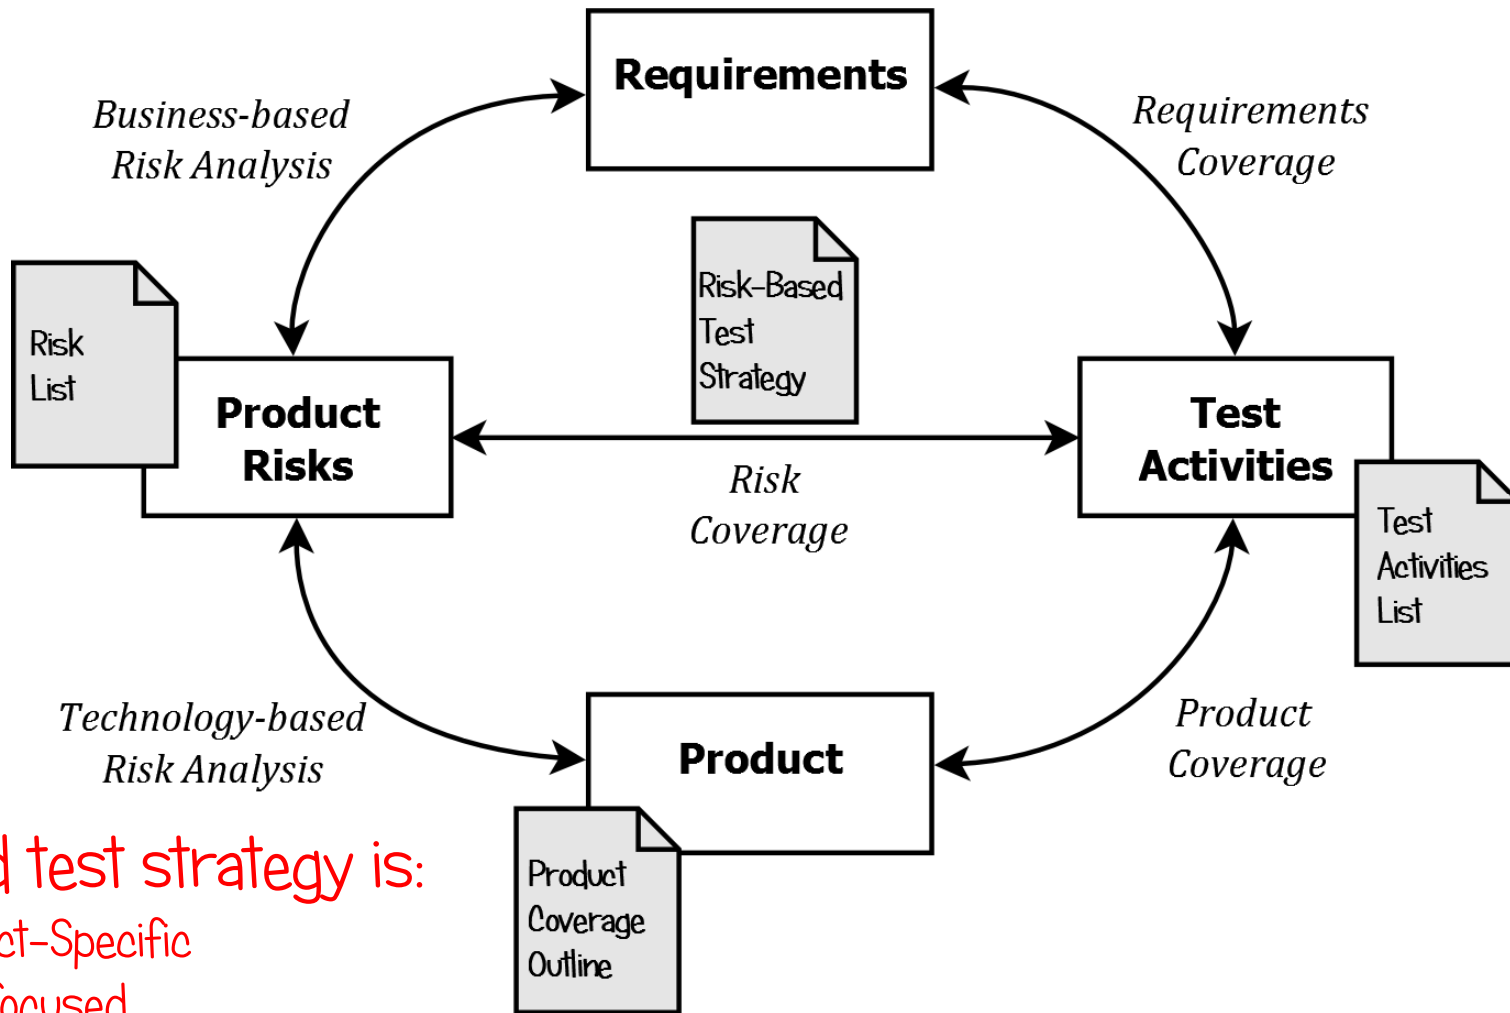 Requirements
Business-based
Risk Analysis
Requirements
Coverage
Risk-Based
Test
Strategy
Risk
List
Product
Risks
Test
Activities
Risk
Coverage
Test
Activities
List
Technology-based
Risk Analysis
Product
Product
Coverage
Product
Coverage
Outline
test strategy is:
-Specific